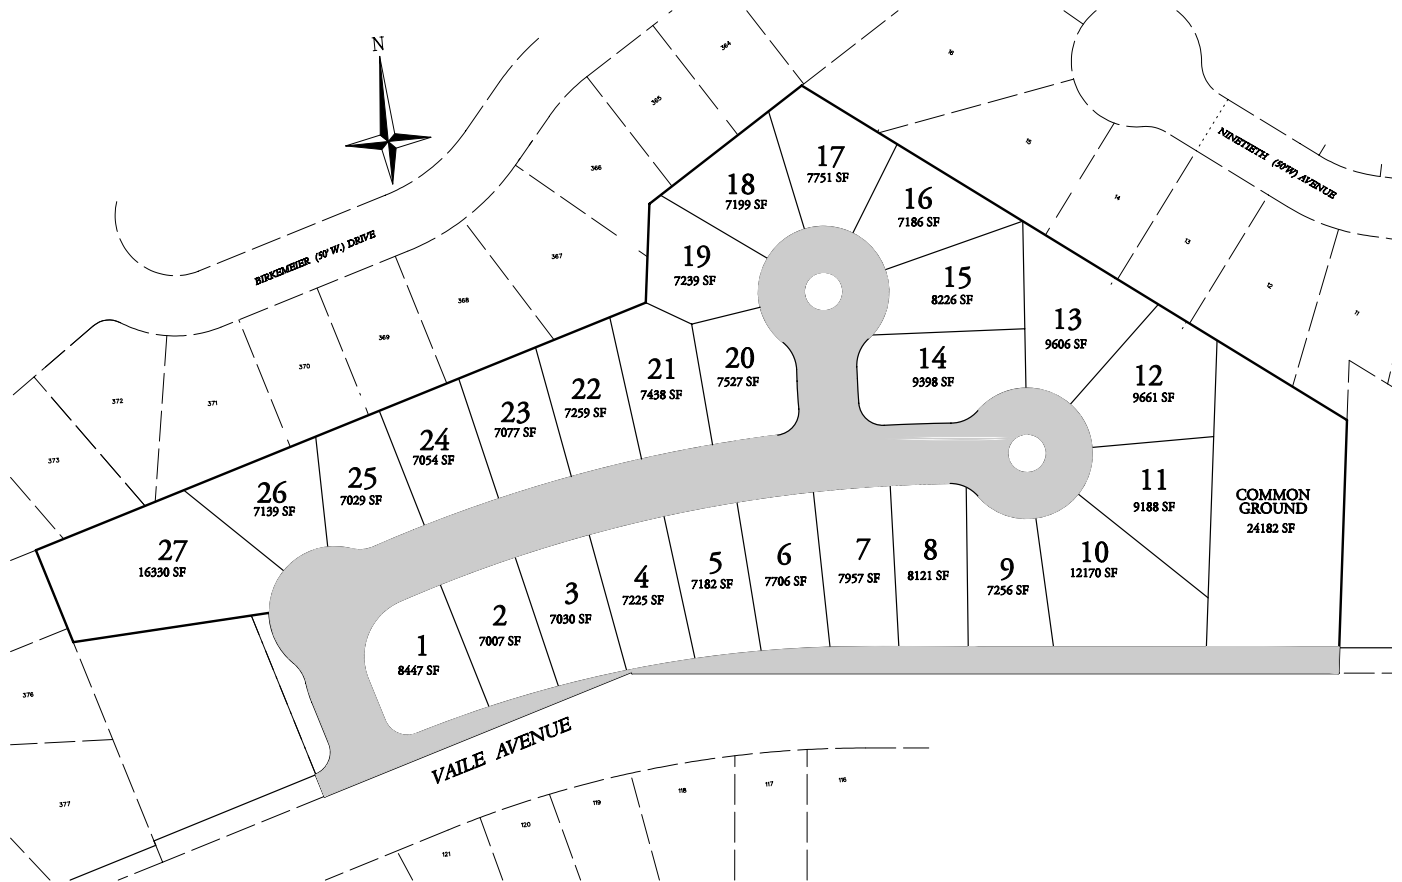 N
364
16
365
15
NINETIETH (50'W) AVENUE
17
7751 SF
366
18
7199 SF
16
7186 SF
14
BIRKEMEIER (50' W.) DRIVE
367
19
7239 SF
13
15
8226 SF
12
368
11
13
9606 SF
369
370
20
7527 SF
14
9398 SF
21
7438 SF
12
9661 SF
22
7259 SF
372
371
23
7077 SF
24
7054 SF
373
25
7029 SF
26
7139 SF
11
9188 SF
COMMON
GROUND
24182 SF
27
16330 SF
10
12170 SF
9
7256 SF
8
8121 SF
7
7957 SF
6
7706 SF
5
7182 SF
4
7225 SF
3
7030 SF
2
7007 SF
1
8447 SF
376
VAILE AVENUE
377
116
117
118
119
120
121